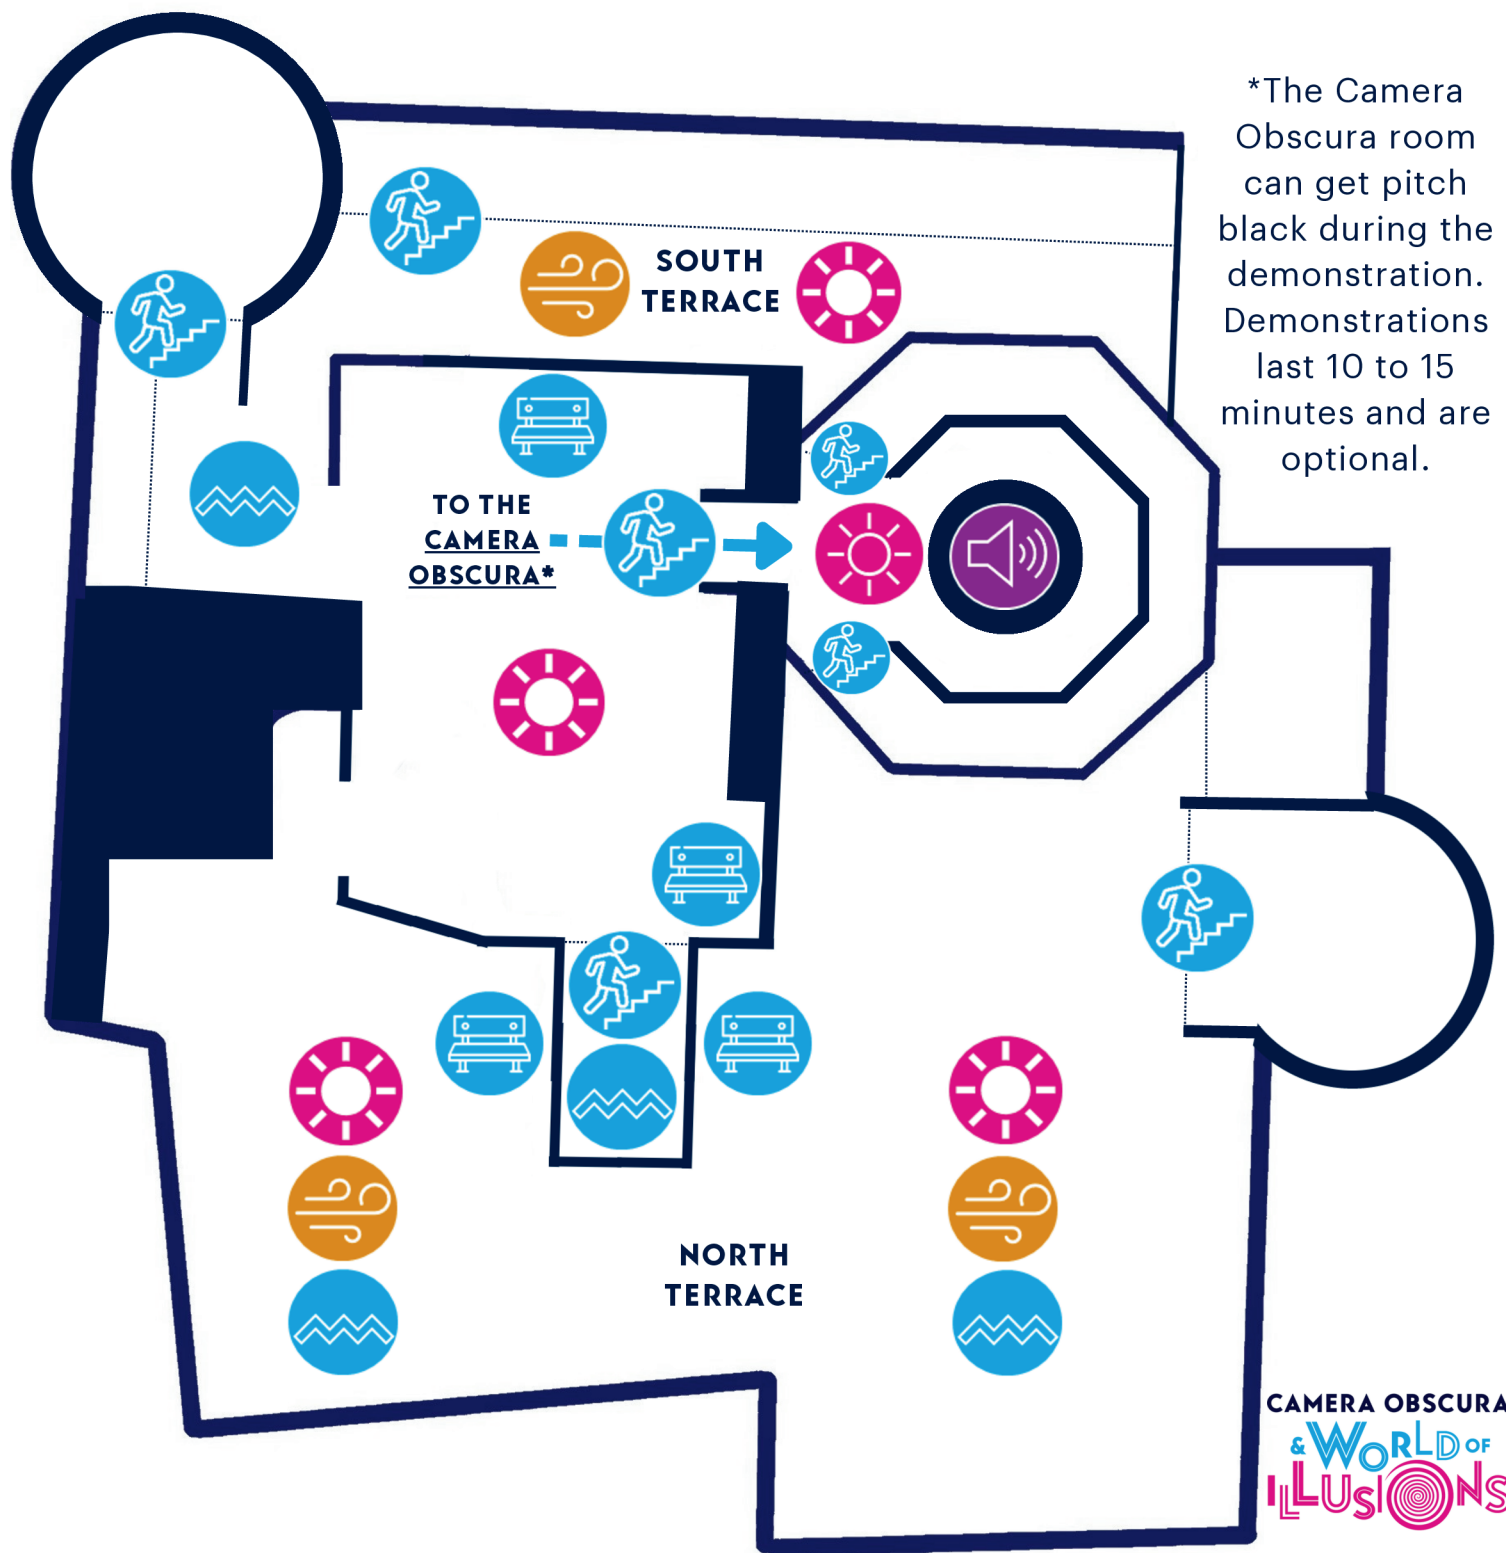 *The Camera
Obscura room
can get pitch
black during the
demonstration.
Demonstrations
last 10 to 15
minutes and are
optional.
SOUTH
TERRACE
TO THE
CAMERA
OBSCURA*
NORTH
TERRACE
CAMERA OBSCURA
& WORLD OF
ILLUSIONS